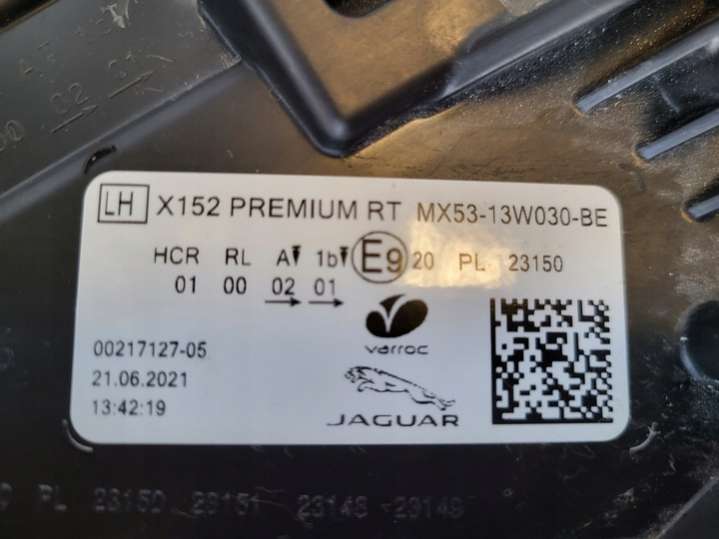 LH X152 PREMIUM RT MX53-13W030-BE
HCR RL A 1b E9 20 PL 23150
01 00 02 01
varroc
00217127-05
21.06.2021
13:42:19
JAGUAR
PL 23150 23151 23148 23149